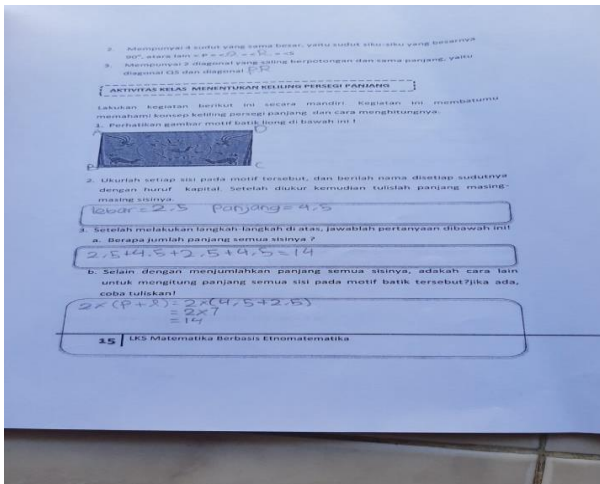 2. Mempunyai 4 sudut yang sama besar, yaitu sudut siku-siku yang besarnya
90°, atara lain < P = < Q = < R = < S
3. Mempunyai 2 diagonal yang saling berpotongan dan sama panjang, yaitu
diagonal QS dan diagonal PR
AKTIVITAS KELAS MENENTUKAN KELILING PERSEGI PANJANG
Lakukan kegiatan berikut ini secara mandiri. Kegiatan ini membatumu
memahami konsep keliling persegi panjang dan cara menghitungnya.
1. Perhatikan gambar motif batik liong di bawah ini !
A D
B C
2. Ukurlah setiap sisi pada motif tersebut, dan berilah nama disetiap sudutnya
dengan huruf kapital. Setelah diukur kemudian tulislah panjang masing-
masing sisinya.
lebar = 2,5 Panjang = 4,5
3. Setelah melakukan langkah-langkah di atas, jawablah pertanyaan dibawah ini!
a. Berapa jumlah panjang semua sisinya ?
2,5+4,5+2,5+4,5=14
b. Selain dengan menjumlahkan panjang semua sisinya, adakah cara lain
untuk mengitung panjang semua sisi pada motif batik tersebut?jika ada,
coba tuliskan!
2×(P+l)=2×(4,5+2,5)
=2×7
=14
15 LKS Matematika Berbasis Etnomatematika